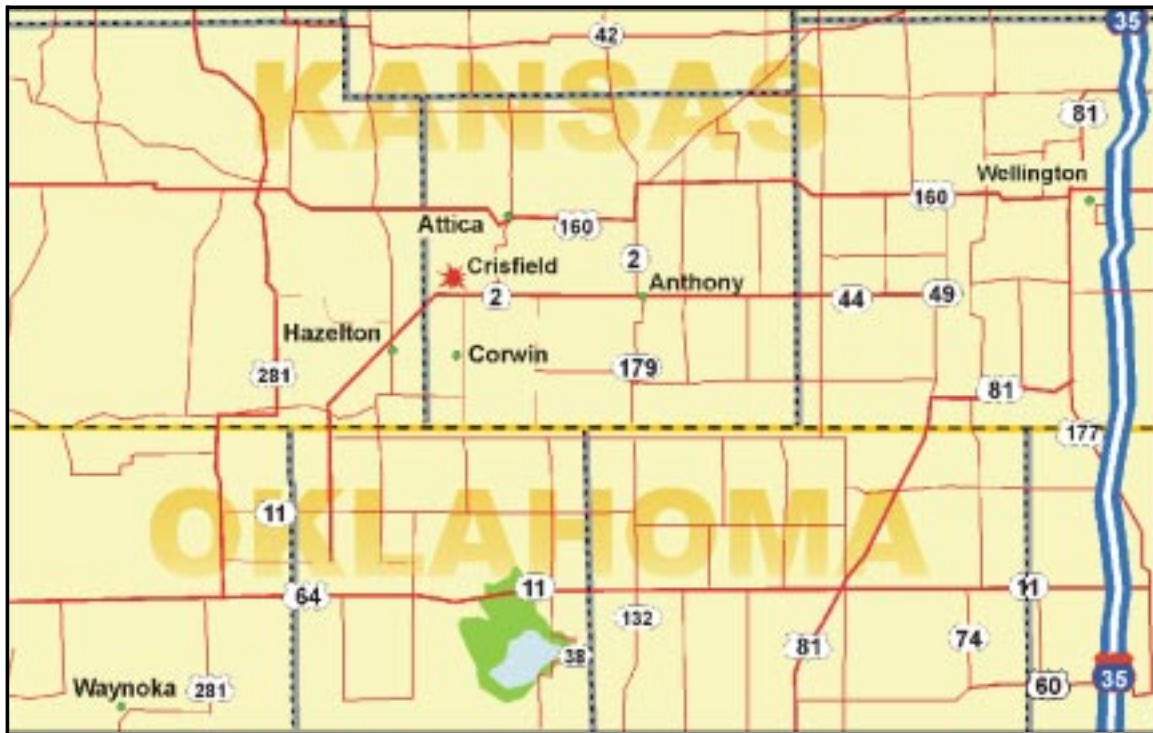 35
42
KANSAS
81
Wellington
160
Attica
160
2
Crisfield
2
Anthony
44
49
Hazelton
Corwin
281
179
81
177
11
OKLAHOMA
64
11
11
132
38
81
74
Waynoka
281
60
35